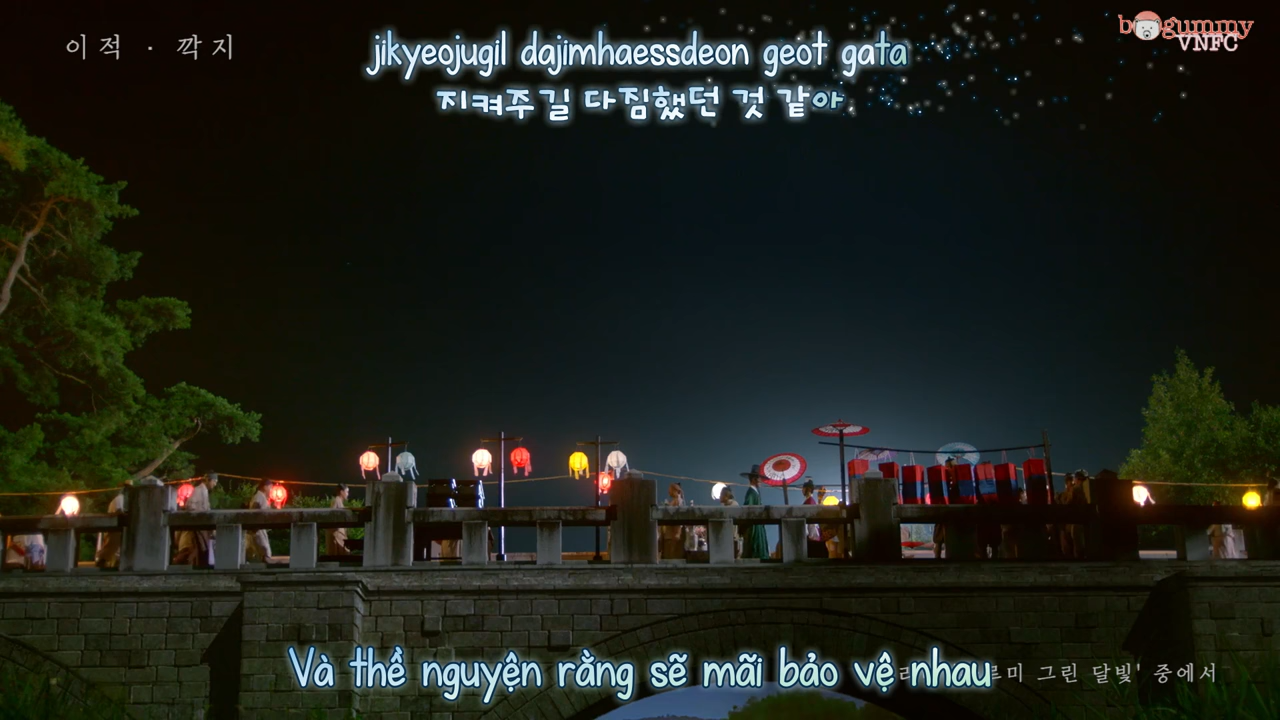 이적 · 깍지
jikyeojugil dajimhaessdeon geot gata
지켜주길 다짐했던 것 같아
bogummy
VNFC
Và thề nguyện rằng sẽ mãi bảo vệ nhau
그린 달빛' 중에서